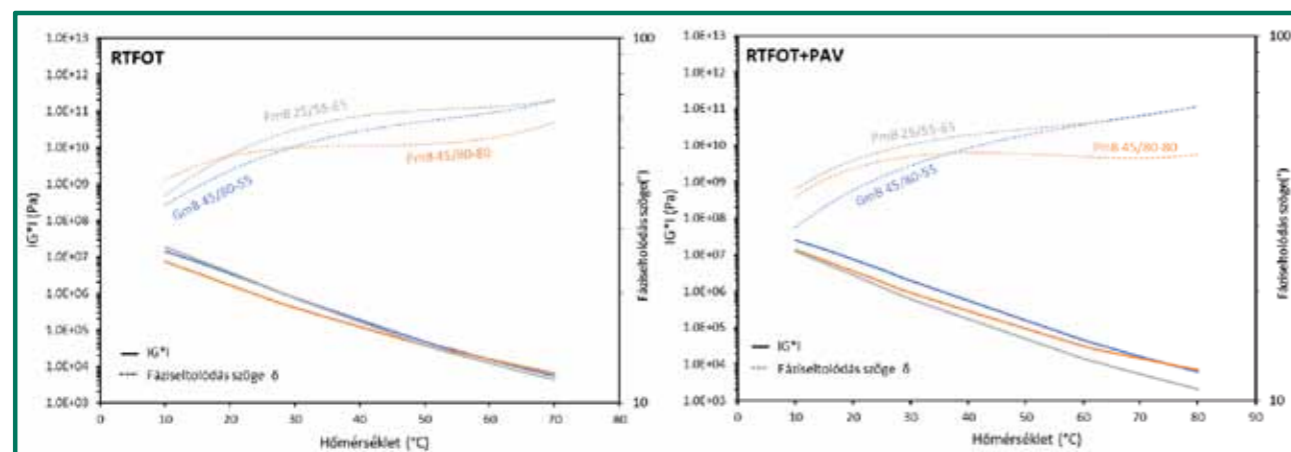 RTFOT
1.0E+13
1.0E+12
1.0E+11
1.0E+10
1.0E+09
1.0E+08
1.0E+07
1.0E+06
1.0E+05
1.0E+04
1.0E+03
IG*I (Pa)
PmB 25/55-65
PmB 45/80-80
GmB 45/80-55
IG*I
Fáziseltolódás szöge δ
0 10 20 30 40 50 60 70 80
Hőmérséklet (°C)
100
10
Fáziseltolódás szöge(°)
RTFOT+PAV
1.0E+13
1.0E+12
1.0E+11
1.0E+10
1.0E+09
1.0E+08
1.0E+07
1.0E+06
1.0E+05
1.0E+04
1.0E+03
IG*I (Pa)
PmB 25/55-65
PmB 45/80-80
GmB 45/80-55
IG*I
Fáziseltolódás szöge δ
0 10 20 30 40 50 60 70 80 90
Hőmérséklet (°C)
100
10
Fáziseltolódás szöge(°)